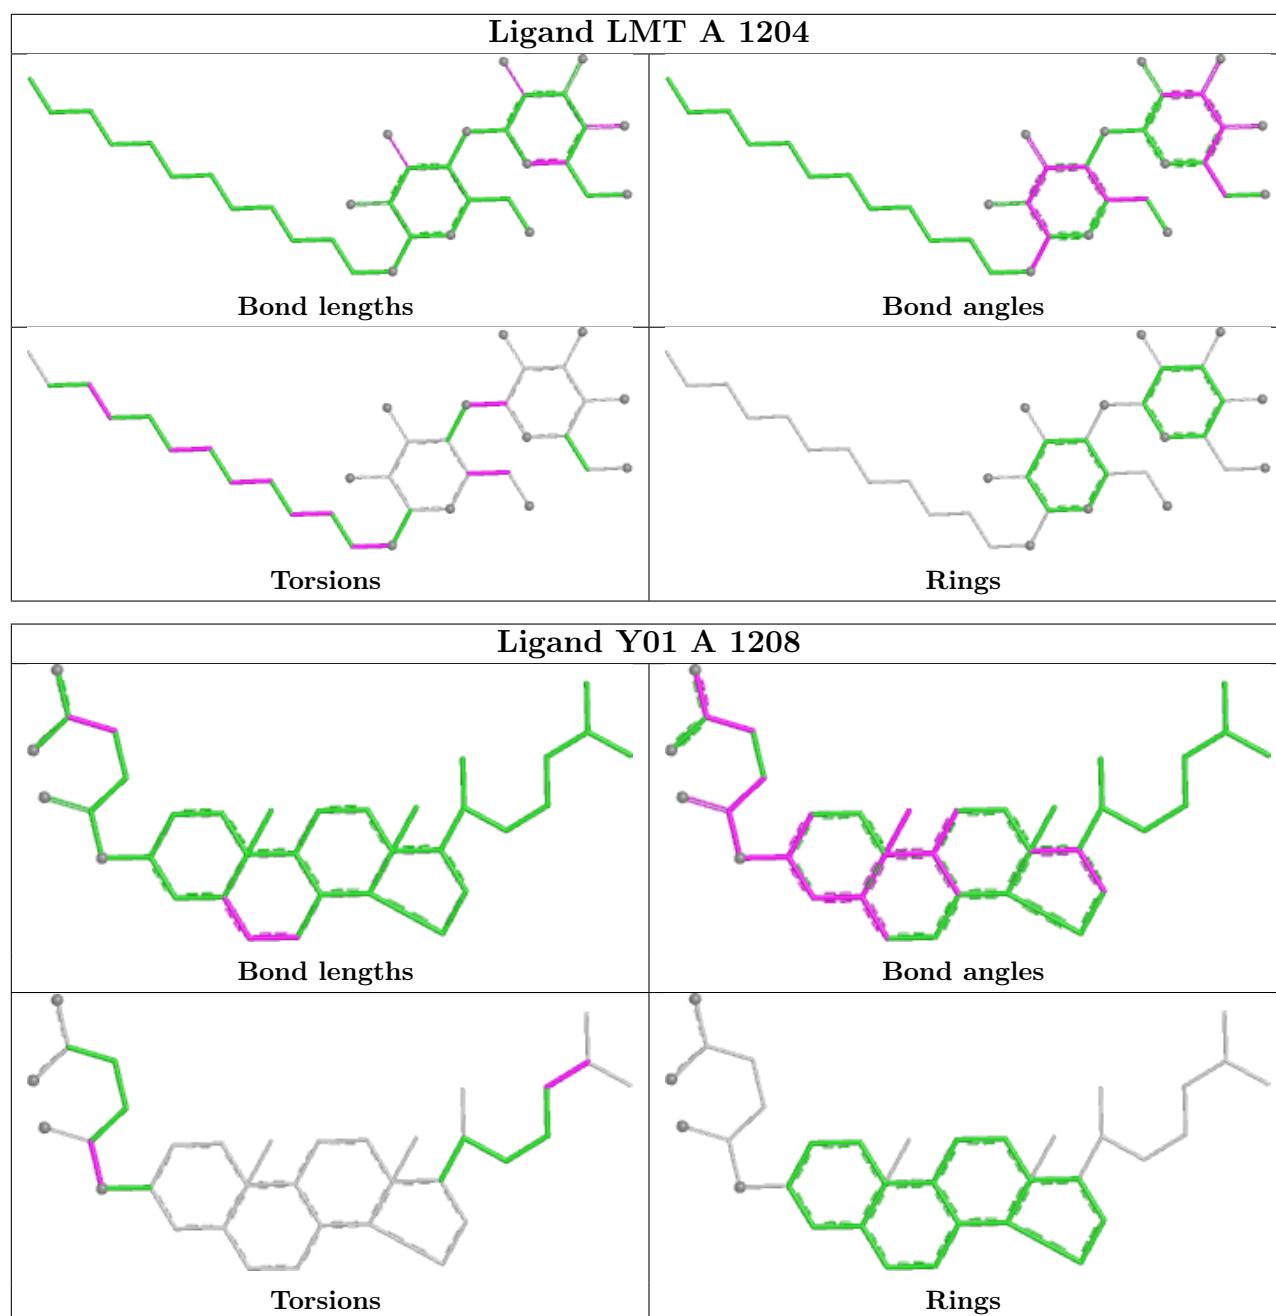 Ligand LMT A 1204
Bond lengths
Bond angles
Torsions
Rings
Ligand Y01 A 1208
Bond lengths
Bond angles
Torsions
Rings